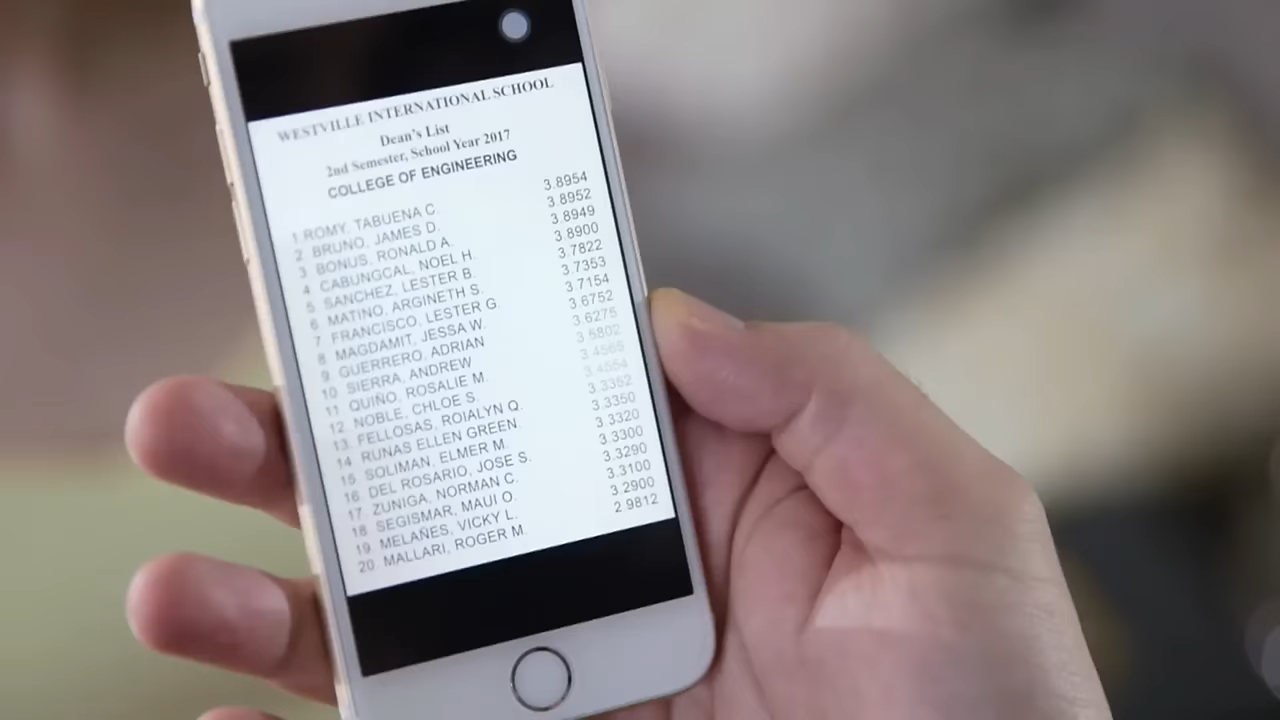 WESTVILLE INTERNATIONAL SCHOOL
Dean's List
2nd Semester, School Year 2017
COLLEGE OF ENGINEERING
1 ROMY, TABUENA C. 3.8954
2 BRUNO, JAMES D. 3.8952
3 BONUS, RONALD A. 3.8949
4 CABUNGCAL, NOEL H. 3.8900
5 SANCHEZ, LESTER B. 3.7822
6 MATINO, ARGINETH S. 3.7353
7 FRANCISCO, LESTER G. 3.7154
8 MAGDAMIT, JESSA W. 3.6752
9 GUERRERO, ADRIAN 3.6275
10 SIERRA, ANDREW 3.5802
11 QUIÑO, ROSALIE M. 3.4565
12 NOBLE, CHLOE S. 3.4554
13 FELLOSAS, ROIALYN Q. 3.3352
14 RUNAS ELLEN GREEN. 3.3350
15 SOLIMAN, ELMER M. 3.3320
16 DEL ROSARIO, JOSE S. 3.3300
17 ZUNIGA, NORMAN C. 3.3290
18 SEGISMAR, MAUI O. 3.3100
19 MELAÑES, VICKY L. 3.2900
20 MALLARI, ROGER M. 2.9812